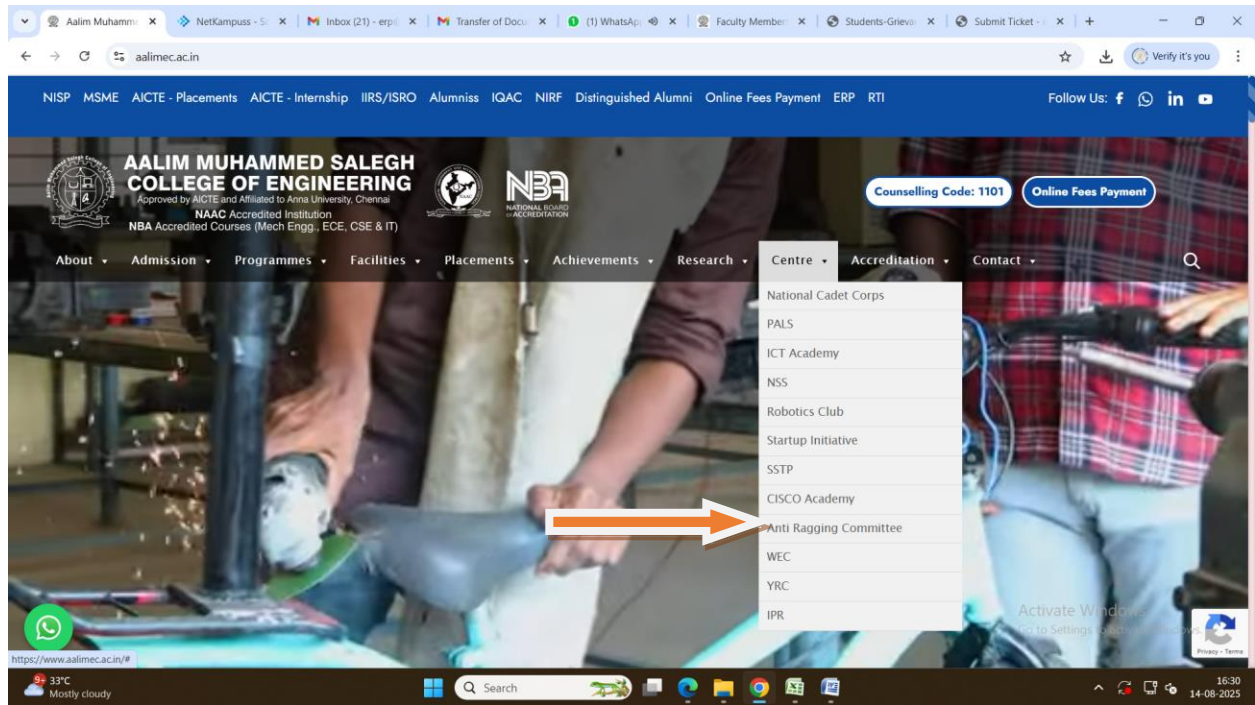 Aalim Muhamm
NetKampuss - S
Inbox (21) - erp
Transfer of Docu
(1) WhatsAp
Faculty Member
Students-Grieva
Submit Ticket -
aalimec.ac.in
Verify it's you
NISP MSME AICTE - Placements AICTE - Internship IIRS/ISRO Alumniss IQAC NIRF Distinguished Alumni Online Fees Payment ERP RTI
Follow Us:
AALIM MUHAMMED SALEGH
COLLEGE OF ENGINEERING
Approved by AICTE and Affiliated to Anna University, Chennai
NAAC Accredited Institution
NBA Accredited Courses (Mech Engg., ECE, CSE & IT)
NBA
NATIONAL BOARD
of ACCREDITATION
Counselling Code: 1101
Online Fees Payment
About Admission Programmes Facilities Placements Achievements Research Centre Accreditation Contact
National Cadet Corps
PALS
ICT Academy
NSS
Robotics Club
Startup Initiative
SSTP
CISCO Academy
Anti Ragging Committee
WEC
YRC
IPR
Activate Windows
Go to Settings to
Privacy - Terms
https://www.aalimec.ac.in/#
9+
33°C
Mostly cloudy
Search
16:30
14-08-2025